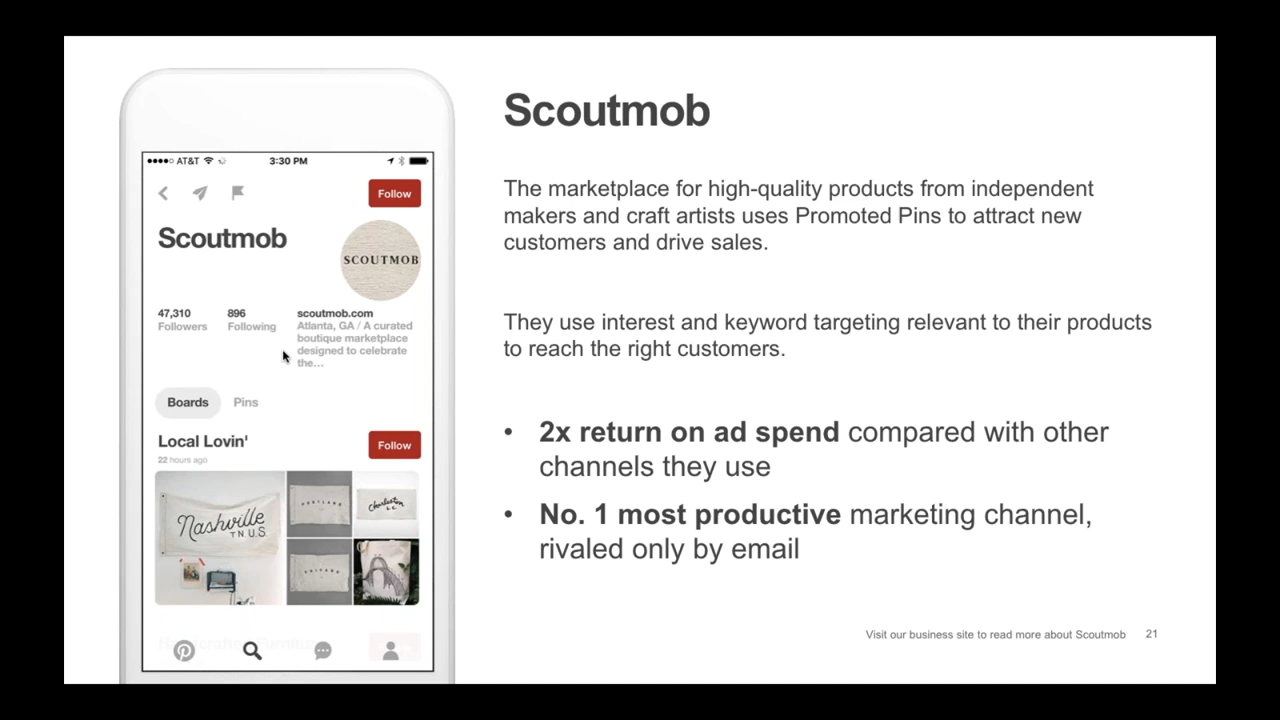 AT&T
3:30 PM
Follow
Scoutmob
SCOUTMOB
47,310
Followers
896
Following
scoutmob.com
Atlanta, GA / A curated
boutique marketplace
designed to celebrate
the...
Boards
Pins
Local Lovin'
22 hours ago
Follow
Nashville
TN. U.S.
PORTLAND
Charleston
S.C.
CHICAGO
Scoutmob
The marketplace for high-quality products from independent
makers and craft artists uses Promoted Pins to attract new
customers and drive sales.
They use interest and keyword targeting relevant to their products
to reach the right customers.
• 2x return on ad spend compared with other
channels they use
• No. 1 most productive marketing channel,
rivaled only by email
Visit our business site to read more about Scoutmob 21